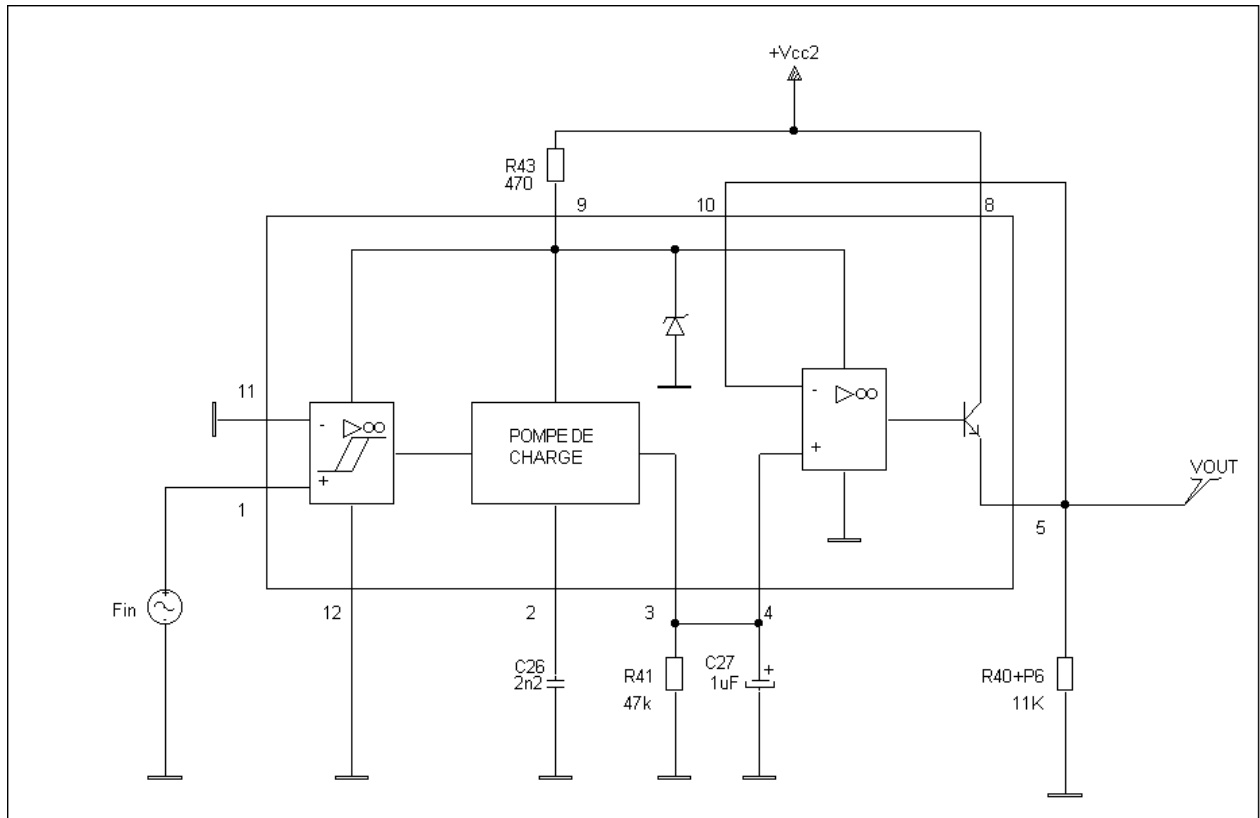 +Vcc2
R43
470
9
10
8
11
-
+
1
POMPE DE
CHARGE
-
+
VOUT
5
Fin
+
-
12
2
3
4
C26
2n2
R41
47k
C27
1uF
+
R40+P6
11K